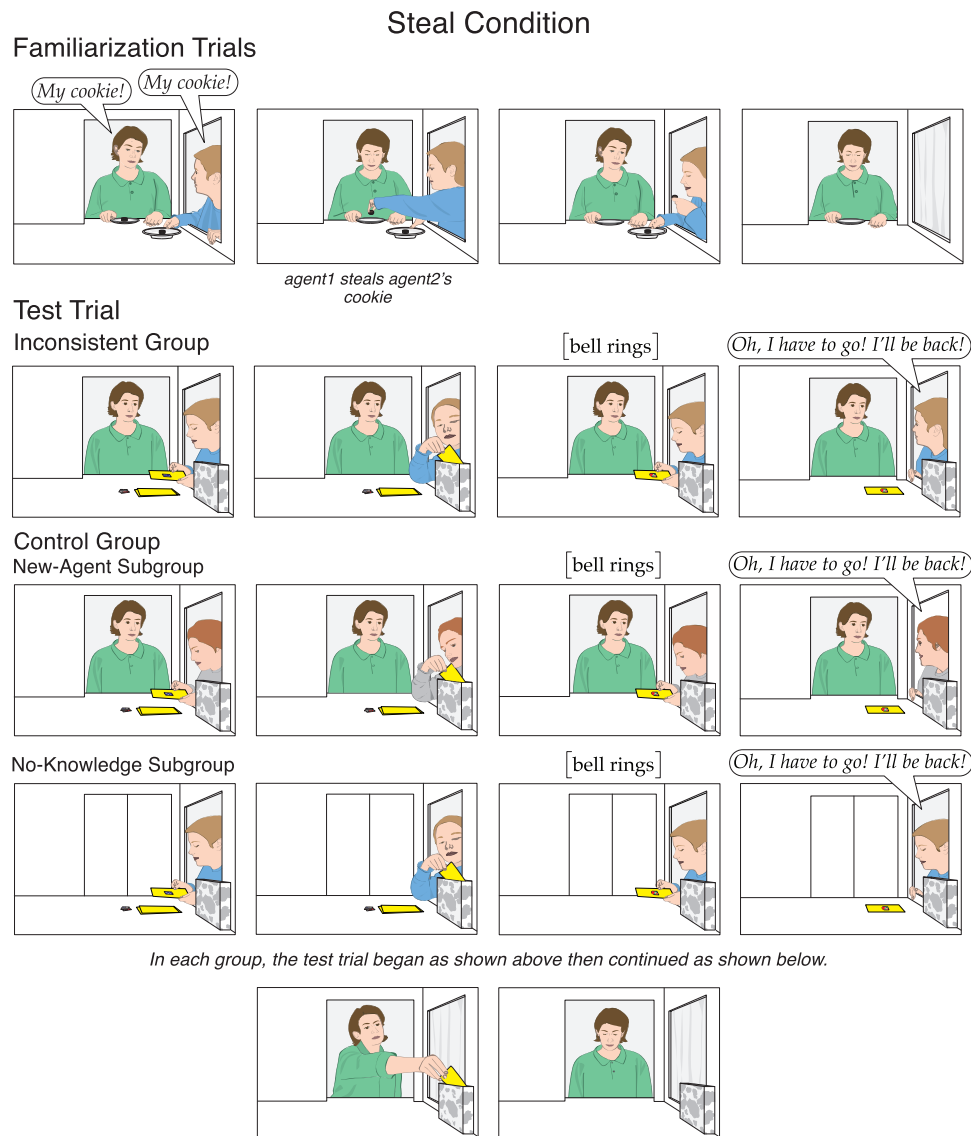 Steal Condition
Familiarization Trials
My cookie!
My cookie!
agent1 steals agent2's
cookie
Test Trial
Inconsistent Group
[bell rings]
Oh, I have to go! I'll be back!
Control Group
New-Agent Subgroup
[bell rings]
Oh, I have to go! I'll be back!
No-Knowledge Subgroup
[bell rings]
Oh, I have to go! I'll be back!
In each group, the test trial began as shown above then continued as shown below.